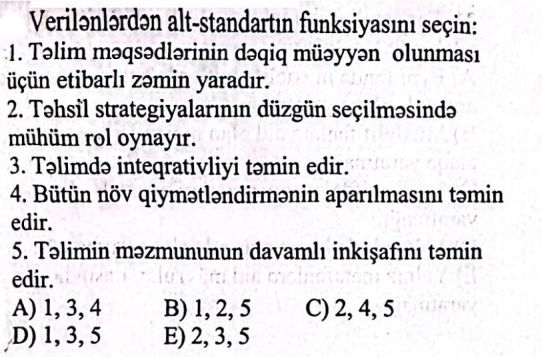 Verilənlərdən alt-standartın funksiyasını seçin:
1. Təlim məqsədlərinin dəqiq müəyyən olunması
üçün etibarlı zəmin yaradır.
2. Təhsil strategiyalarının düzgün seçilməsində
mühüm rol oynayır.
3. Təlimdə inteqrativliyi təmin edir.
4. Bütün növ qiymətləndirmənin aparılmasını təmin
edir.
5. Təlimin məzmununun davamlı inkişafını təmin
edir.
A) 1, 3, 4 B) 1, 2, 5 C) 2, 4, 5
D) 1, 3, 5 E) 2, 3, 5